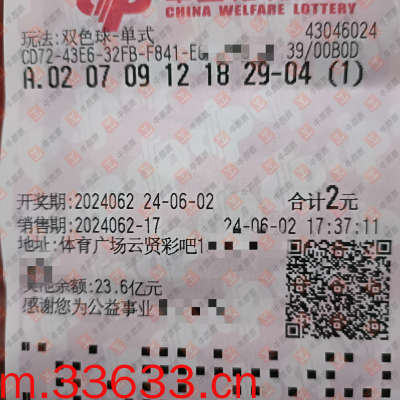 CHINA WELFARE LOTTERY
玩法:双色球-单式
43046024
CD72-43E6-32FB-F841-E 39/00B0D
A.02 07 09 12 18 29-04 (1)
开奖期:2024062 24-06-02 合计2元
销售期:2024062-17 24-06-02 17:37:11
地址:体育广场云贤彩吧1
余额:23.6亿元
感谢您为公益事业
m.33633.cn